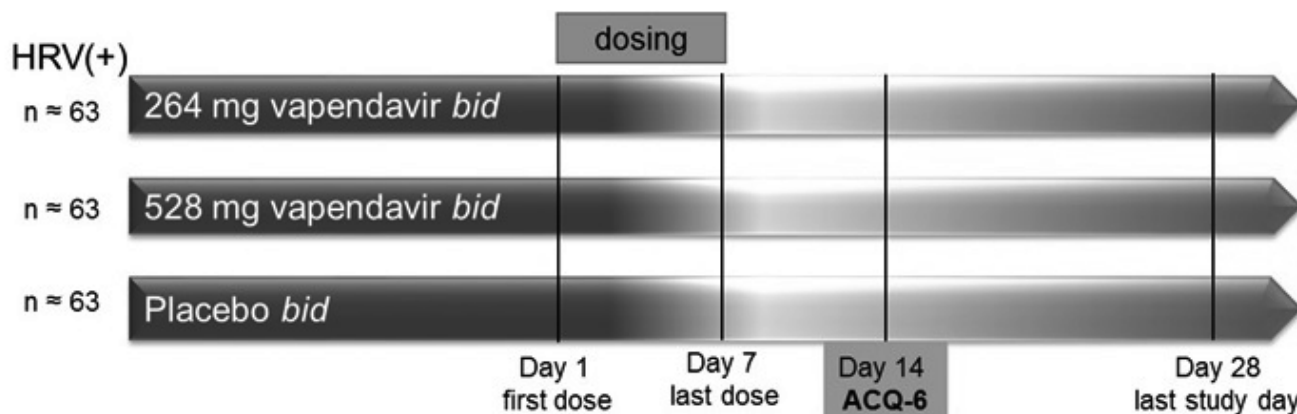 dosing
HRV(+)
n ≈ 63 264 mg vapendavir bid
n ≈ 63 528 mg vapendavir bid
n ≈ 63 Placebo bid
Day 1 Day 7 Day 14 Day 28
first dose last dose ACQ-6 last study day